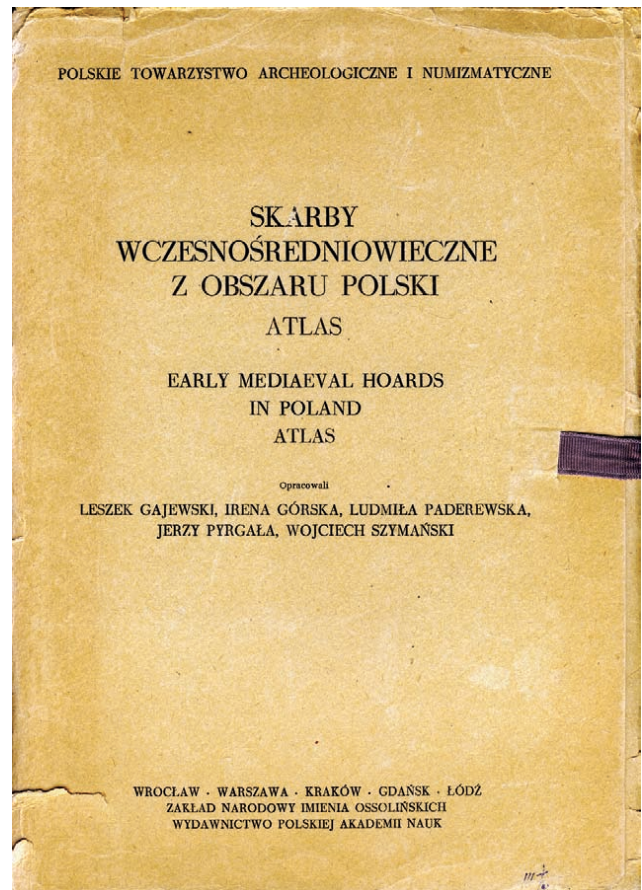 POLSKIE TOWARZYSTWO ARCHEOLOGICZNE I NUMIZMATYCZNE
SKARBY
WCZESNOŚREDNIOWIECZNE
Z OBSZARU POLSKI
ATLAS
EARLY MEDIAEVAL HOARDS
IN POLAND
ATLAS
Opracowali
LESZEK GAJEWSKI, IRENA GÓRSKA, LUDMIŁA PADEREWSKA,
JERZY PYRGAŁA, WOJCIECH SZYMAŃSKI
WROCŁAW · WARSZAWA · KRAKÓW · GDAŃSK · ŁÓDŹ
ZAKŁAD NARODOWY IMIENIA OSSOLIŃSKICH
WYDAWNICTWO POLSKIEJ AKADEMII NAUK